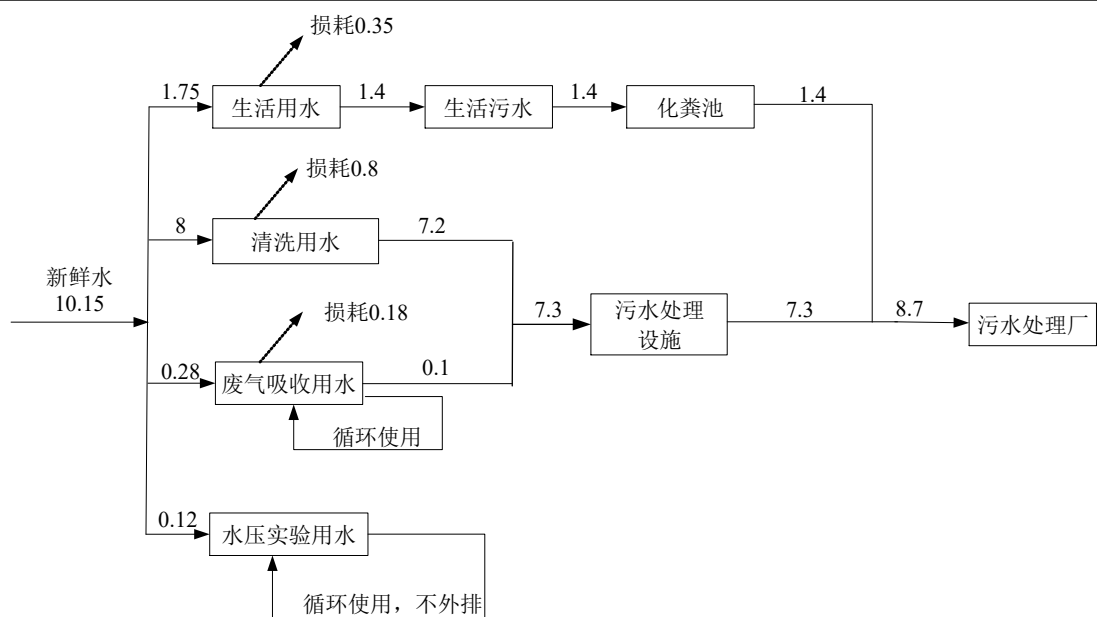 损耗0.35
1.75
生活用水
1.4
生活污水
1.4
化粪池
1.4
损耗0.8
8
清洗用水
7.2
新鲜水
10.15
损耗0.18
7.3
污水处理
设施
7.3
8.7
污水处理厂
0.28
废气吸收用水
0.1
循环使用
0.12
水压实验用水
循环使用，不外排